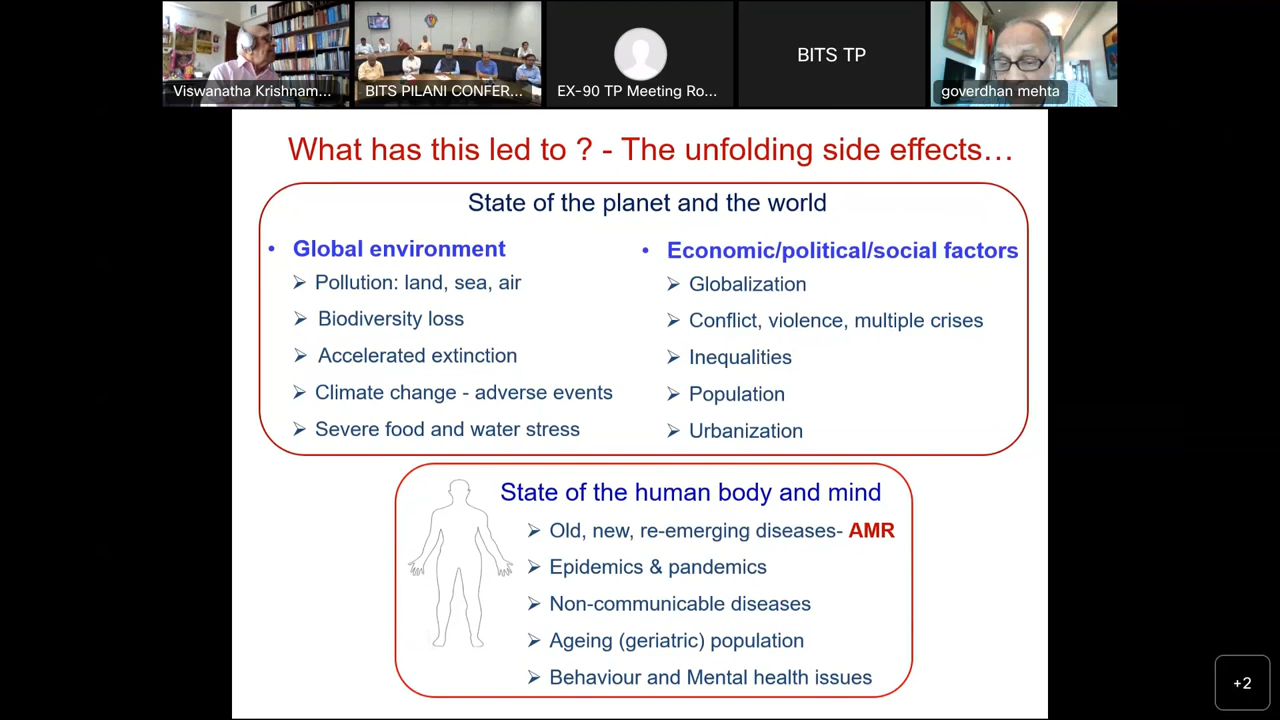 Viswanatha Krishnam...
BITS PILANI CONFER...
EX-90 TP Meeting Ro...
BITS TP
goverdhan mehta
What has this led to ? - The unfolding side effects…
State of the planet and the world
• Global environment
➢ Pollution: land, sea, air
➢ Biodiversity loss
➢ Accelerated extinction
➢ Climate change - adverse events
➢ Severe food and water stress
• Economic/political/social factors
➢ Globalization
➢ Conflict, violence, multiple crises
➢ Inequalities
➢ Population
➢ Urbanization
State of the human body and mind
➢ Old, new, re-emerging diseases- AMR
➢ Epidemics & pandemics
➢ Non-communicable diseases
➢ Ageing (geriatric) population
➢ Behaviour and Mental health issues
+2